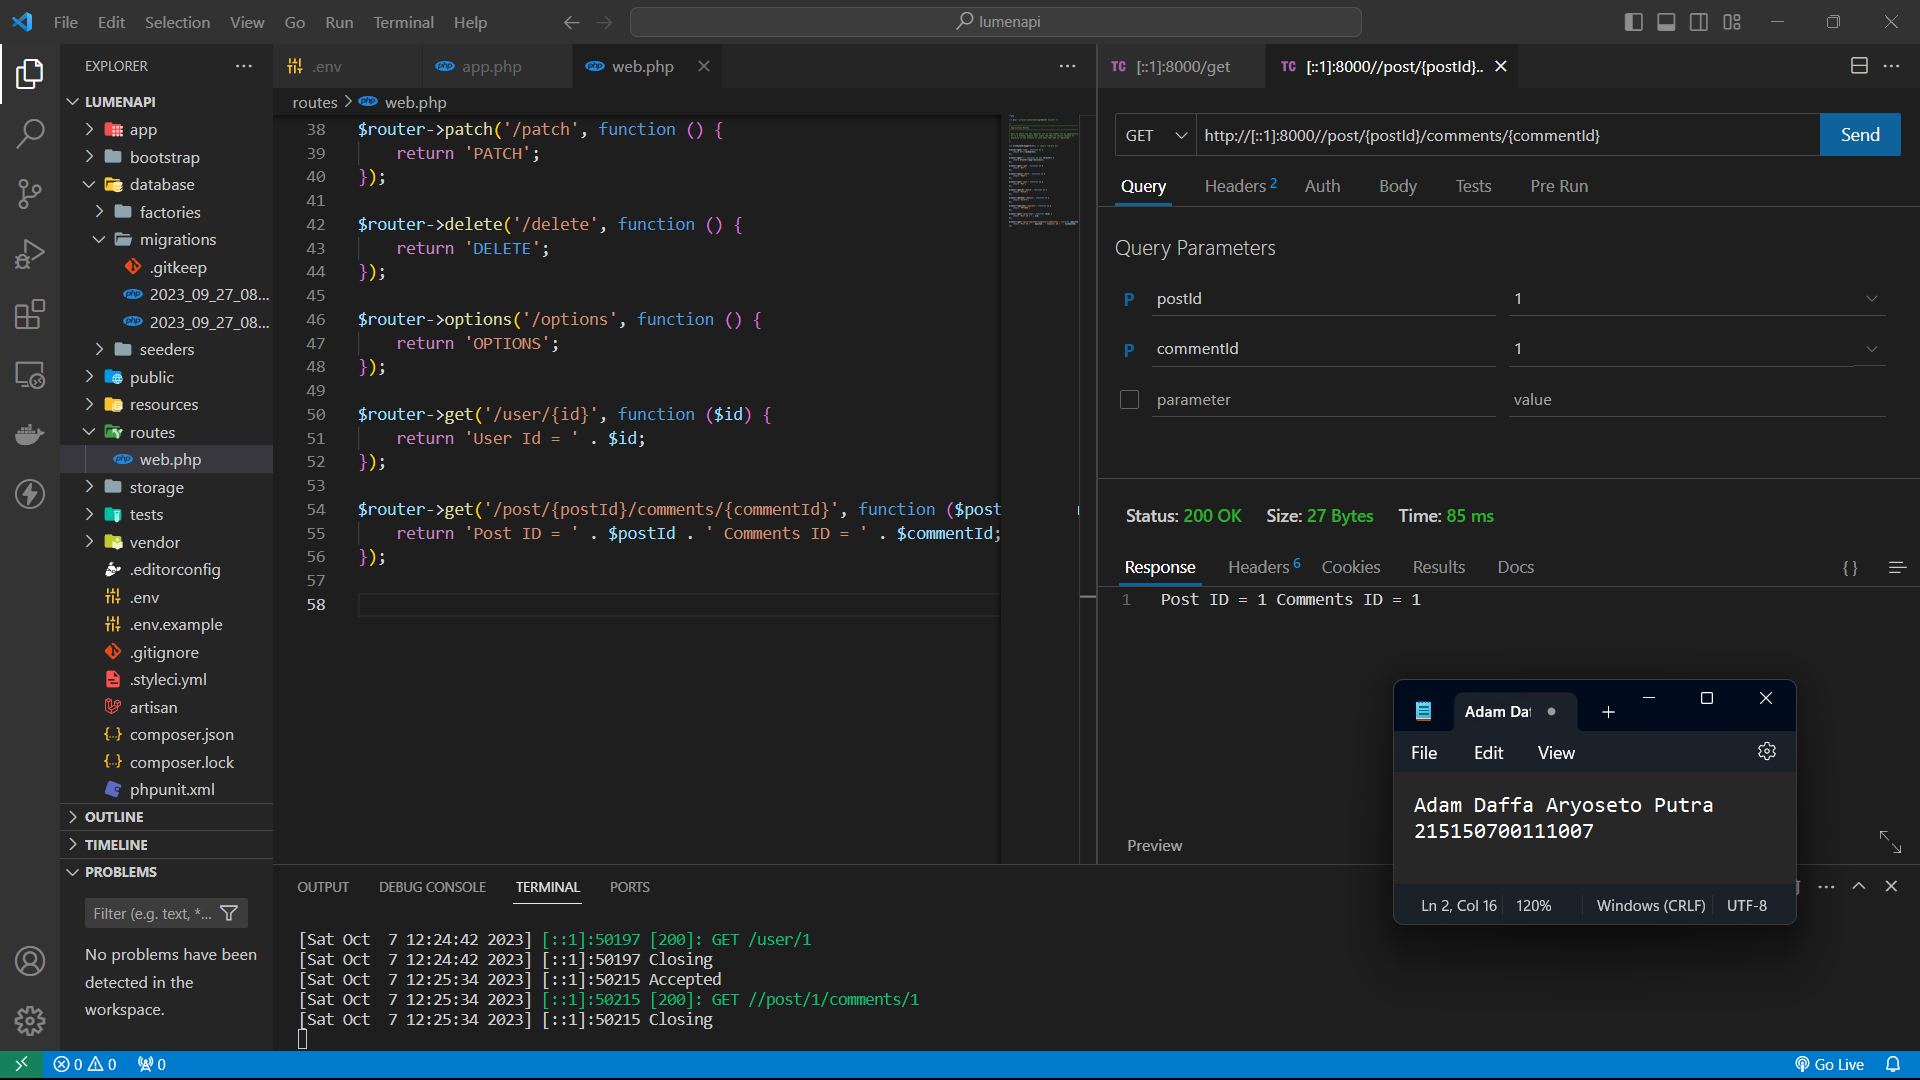 File Edit Selection View Go Run Terminal Help
lumenapi
EXPLORER
LUMENAPI
app
bootstrap
database
factories
migrations
.gitkeep
2023_09_27_08...
2023_09_27_08...
seeders
public
resources
routes
web.php
storage
tests
vendor
.editorconfig
.env
.env.example
.gitignore
.styleci.yml
artisan
composer.json
composer.lock
phpunit.xml
OUTLINE
TIMELINE
PROBLEMS
Filter (e.g. text, *...
No problems have been
detected in the
workspace.
.env
app.php
web.php
routes > web.php
38 $router->patch('/patch', function () {
39 return 'PATCH';
40 });
41
42 $router->delete('/delete', function () {
43 return 'DELETE';
44 });
45
46 $router->options('/options', function () {
47 return 'OPTIONS';
48 });
49
50 $router->get('/user/{id}', function ($id) {
51 return 'User Id = ' . $id;
52 });
53
54 $router->get('/post/{postId}/comments/{commentId}', function ($post
55 return 'Post ID = ' . $postId . ' Comments ID = ' . $commentId;
56 });
57
58
TC [::1]:8000/get
TC [::1]:8000//post/{postId}..
GET http://[::1]:8000//post/{postId}/comments/{commentId} Send
Query Headers 2 Auth Body Tests Pre Run
Query Parameters
P postId 1
P commentId 1
parameter value
Status: 200 OK Size: 27 Bytes Time: 85 ms
Response Headers 6 Cookies Results Docs {}
1 Post ID = 1 Comments ID = 1
Preview
Adam Da
File Edit View
Adam Daffa Aryoseto Putra
215150700111007
Ln 2, Col 16 120% Windows (CRLF) UTF-8
OUTPUT DEBUG CONSOLE TERMINAL PORTS
[Sat Oct 7 12:24:42 2023] [::1]:50197 [200]: GET /user/1
[Sat Oct 7 12:24:42 2023] [::1]:50197 Closing
[Sat Oct 7 12:25:34 2023] [::1]:50215 Accepted
[Sat Oct 7 12:25:34 2023] [::1]:50215 [200]: GET //post/1/comments/1
[Sat Oct 7 12:25:34 2023] [::1]:50215 Closing
0 0 0
Go Live